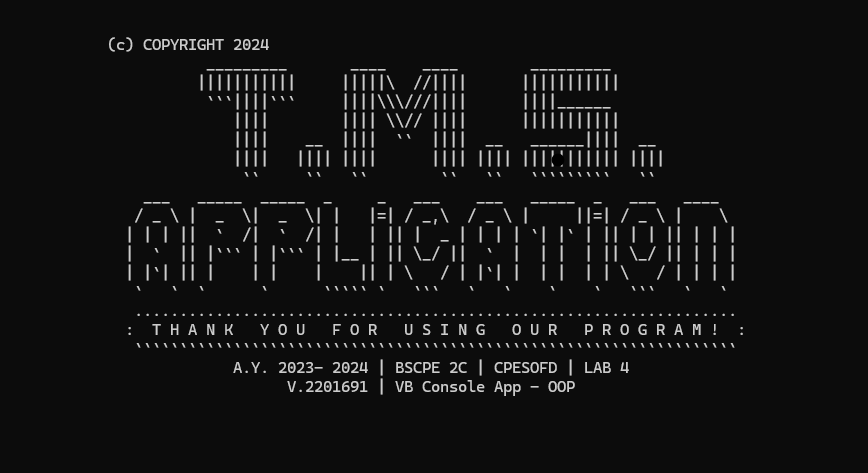 (c) COPYRIGHT 2024
T.M.S.
APPLICATION
: T H A N K  Y O U  F O R  U S I N G  O U R  P R O G R A M ! :
A.Y. 2023- 2024 | BSCPE 2C | CPESOFD | LAB 4
V.2201691 | VB Console App - OOP